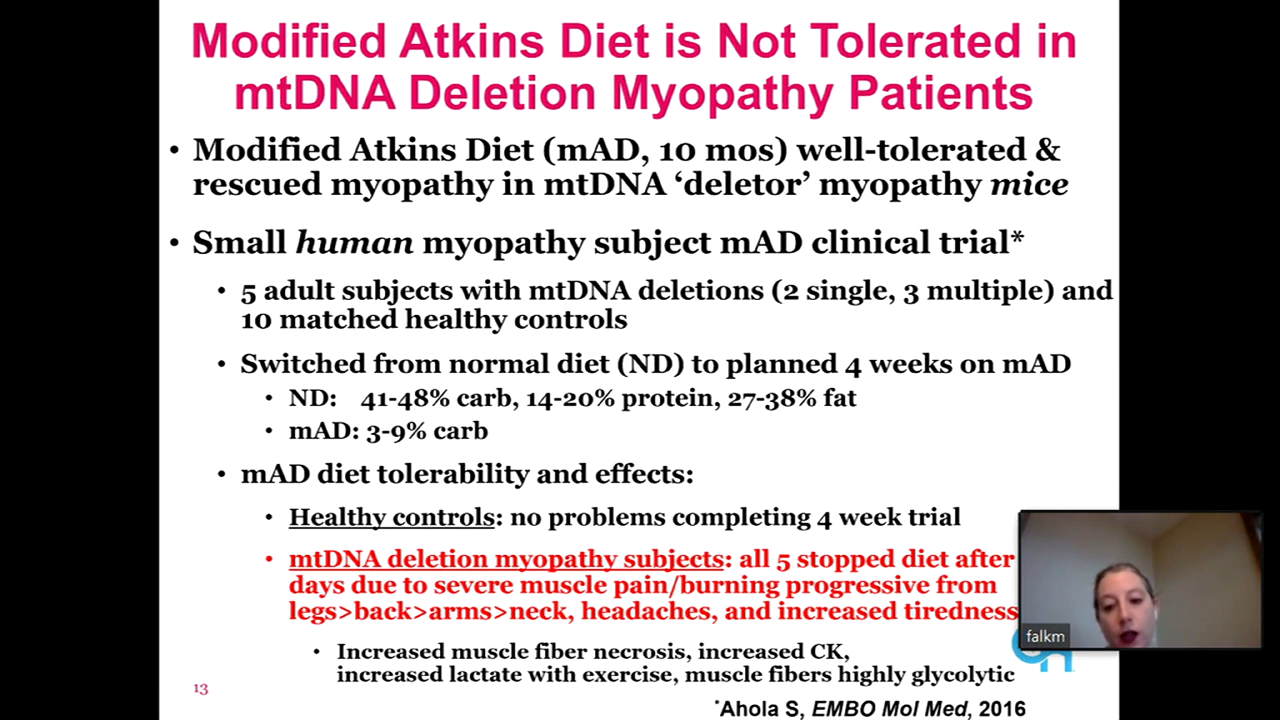 Modified Atkins Diet is Not Tolerated in
mtDNA Deletion Myopathy Patients
• Modified Atkins Diet (mAD, 10 mos) well-tolerated &
rescued myopathy in mtDNA ‘deletor’ myopathy mice
• Small human myopathy subject mAD clinical trial*
• 5 adult subjects with mtDNA deletions (2 single, 3 multiple) and
10 matched healthy controls
• Switched from normal diet (ND) to planned 4 weeks on mAD
• ND: 41-48% carb, 14-20% protein, 27-38% fat
• mAD: 3-9% carb
• mAD diet tolerability and effects:
• Healthy controls: no problems completing 4 week trial
• mtDNA deletion myopathy subjects: all 5 stopped diet after
days due to severe muscle pain/burning progressive from
legs>back>arms>neck, headaches, and increased tiredness
• Increased muscle fiber necrosis, increased CK,
increased lactate with exercise, muscle fibers highly glycolytic
13
*Ahola S, EMBO Mol Med, 2016
falkm